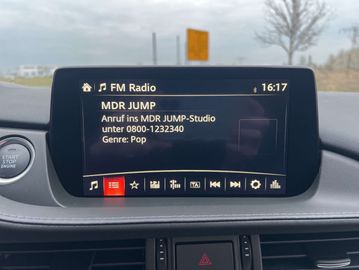 FM Radio
16:17
MDR JUMP
Anruf ins MDR JUMP-Studio
unter 0800-1232340
Genre: Pop
TA
START
STOP
ENGINE